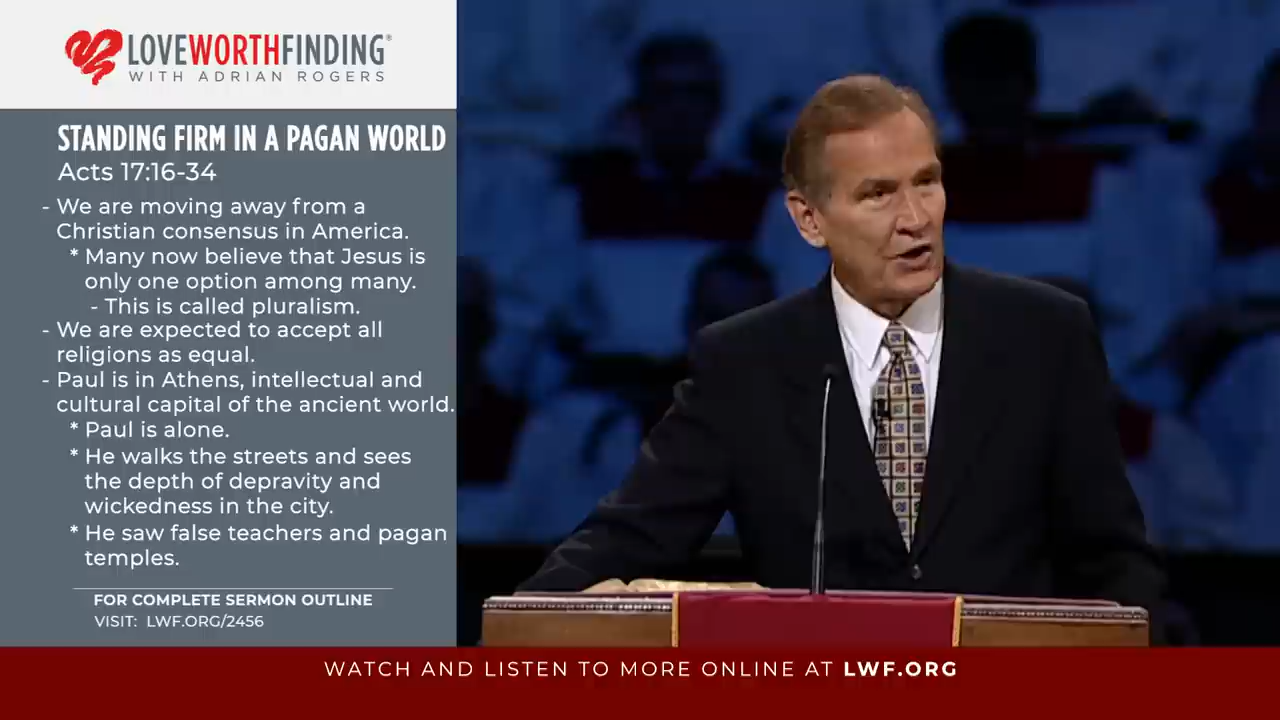 LOVEWORTHFINDING®
WITH ADRIAN ROGERS
STANDING FIRM IN A PAGAN WORLD
Acts 17:16-34
- We are moving away from a
Christian consensus in America.
* Many now believe that Jesus is
only one option among many.
- This is called pluralism.
- We are expected to accept all
religions as equal.
- Paul is in Athens, intellectual and
cultural capital of the ancient world.
* Paul is alone.
* He walks the streets and sees
the depth of depravity and
wickedness in the city.
* He saw false teachers and pagan
temples.
FOR COMPLETE SERMON OUTLINE
VISIT: LWF.ORG/2456
WATCH AND LISTEN TO MORE ONLINE AT LWF.ORG